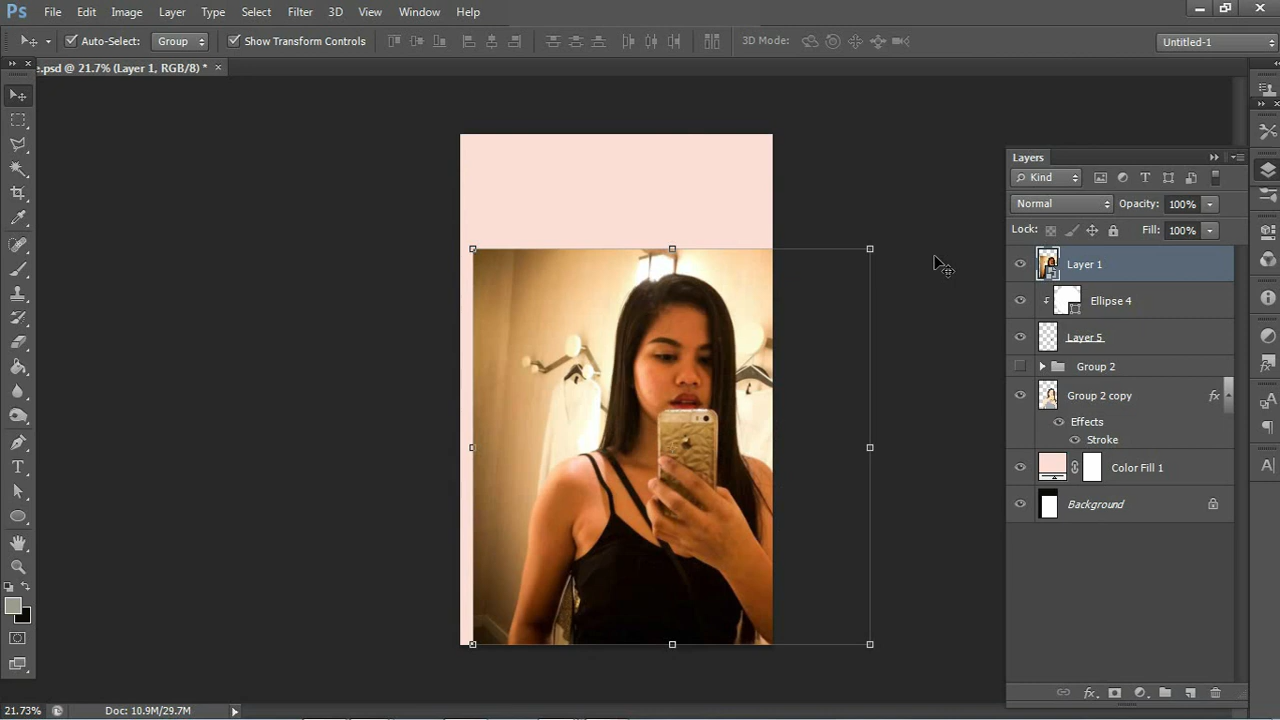 Ps File Edit Image Layer Type Select Filter 3D View Window Help
Auto-Select: Group Show Transform Controls 3D Mode: Untitled-1
e.psd @ 21.7% (Layer 1, RGB/8) * ×
Layers
Kind
Normal Opacity: 100%
Lock: Fill: 100%
Layer 1
Ellipse 4
Layer 5
Group 2
Group 2 copy fx
Effects
Stroke
Color Fill 1
Background
21.73% Doc: 10.9M/29.7M